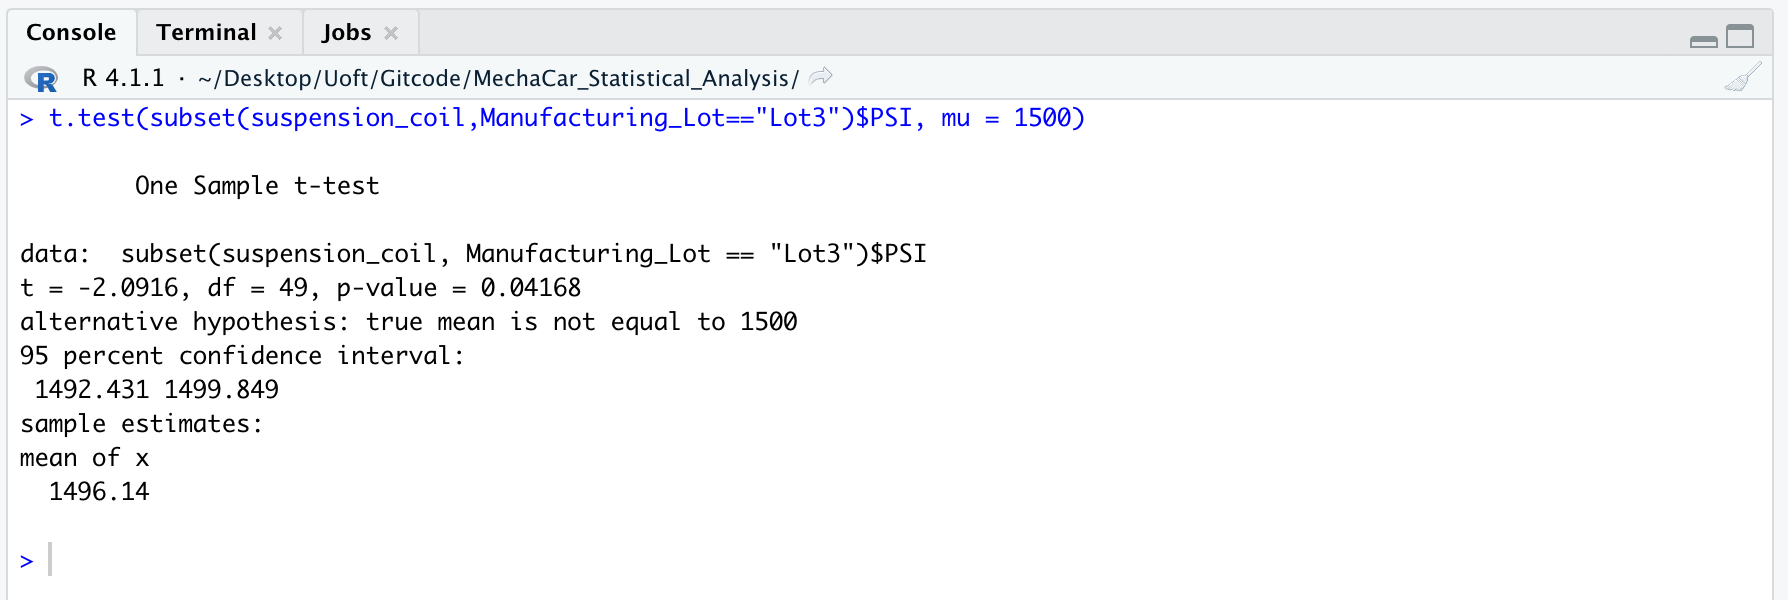 Console Terminal Jobs
R R 4.1.1 · ~/Desktop/Uoft/Gitcode/MechaCar_Statistical_Analysis/
> t.test(subset(suspension_coil,Manufacturing_Lot=="Lot3")$PSI, mu = 1500)
One Sample t-test
data:  subset(suspension_coil, Manufacturing_Lot == "Lot3")$PSI
t = -2.0916, df = 49, p-value = 0.04168
alternative hypothesis: true mean is not equal to 1500
95 percent confidence interval:
 1492.431 1499.849
sample estimates:
mean of x
  1496.14
>